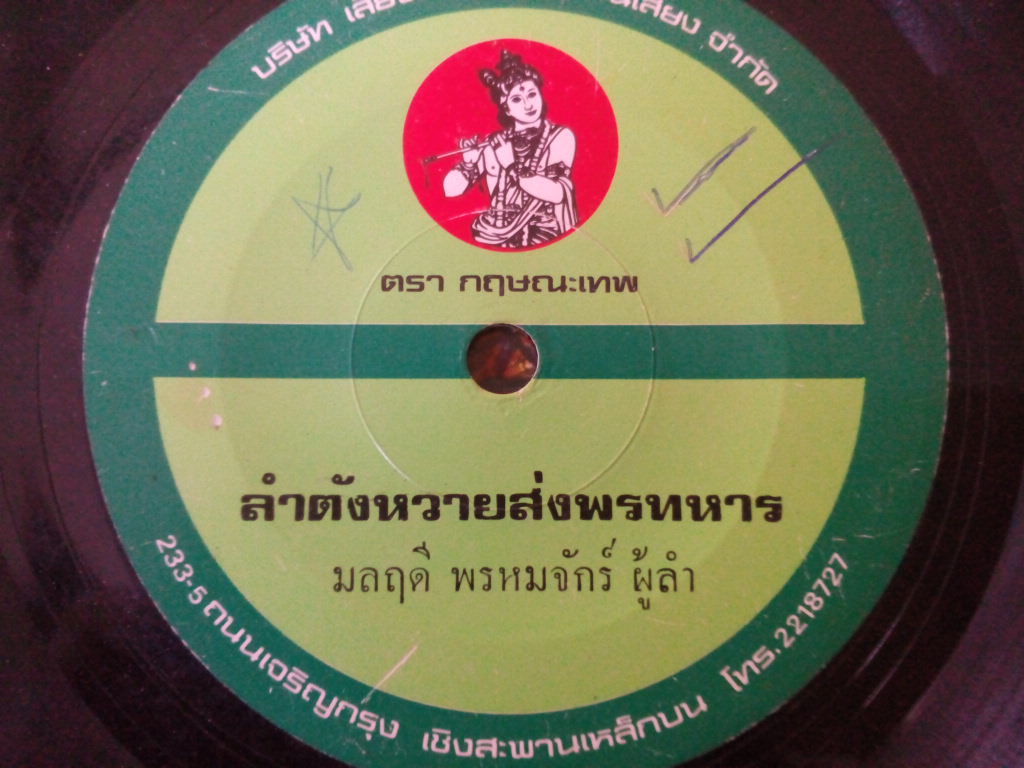 บริษัท จำกัด
ตรา กฤษณะเทพ
ลำตังหวายส่งพรทหาร
มลฤดี พรหมจักร์ ผู้ลำ
233-5 ถนนเจริญกรุง เชิงสะพานเหล็กบน โทร. 2218727